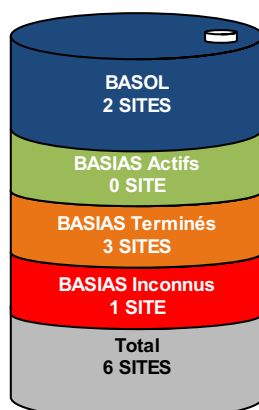 BASOL
2 SITES
BASIAS Actifs
0 SITE
BASIAS Terminés
3 SITES
BASIAS Inconnus
1 SITE
Total
6 SITES